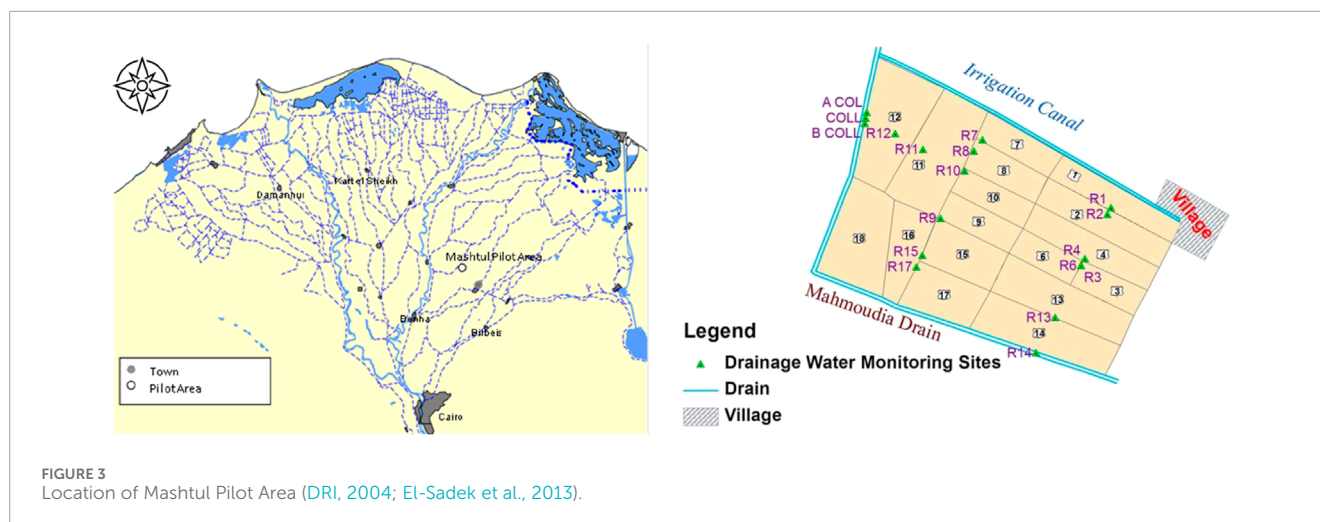 Damanhur
Kafr el Sheikh
Mashtul Pilot Area
Banha
Bilbeis
Cairo
Town
Pilot Area
Irrigation Canal
Village
Mahmoudia Drain
A COL
COLL
B COLL
R12
R11
R7
R8
R10
R9
R15
R17
R1
R2
R4
R6
R3
R13
R14
12
11
7
8
1
10
9
2
18
16
15
6
4
3
17
13
14
Legend
Drainage Water Monitoring Sites
Drain
Village
FIGURE 3
Location of Mashtul Pilot Area (DRI, 2004; El-Sadek et al., 2013).